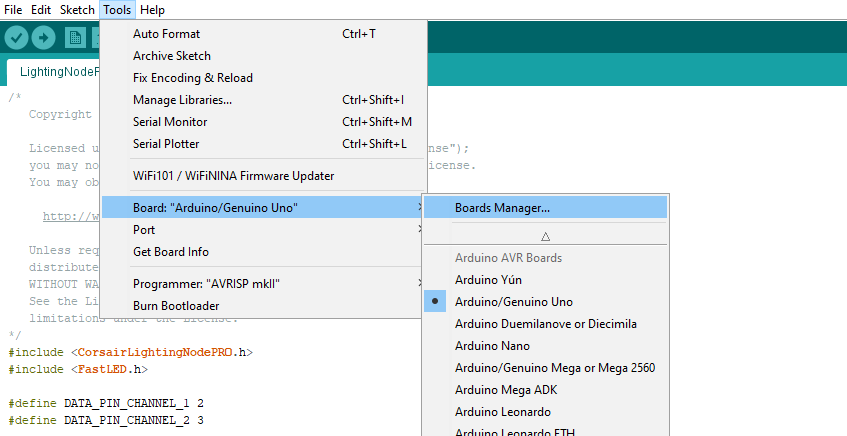 File Edit Sketch Tools Help
LightingNodeP
Auto Format Ctrl+T
Archive Sketch
Fix Encoding & Reload
Manage Libraries... Ctrl+Shift+I
Serial Monitor Ctrl+Shift+M
Serial Plotter Ctrl+Shift+L
WiFi101 / WiFiNINA Firmware Updater
Board: "Arduino/Genuino Uno"
Port
Get Board Info
Programmer: "AVRISP mkII"
Burn Bootloader
Boards Manager...
Arduino AVR Boards
Arduino Yún
Arduino/Genuino Uno
Arduino Duemilanove or Diecimila
Arduino Nano
Arduino/Genuino Mega or Mega 2560
Arduino Mega ADK
Arduino Leonardo
Arduino Leonardo ETH
/*
Copyright
Licensed u nse");
you may no icense.
You may ob
http://w
Unless req
distribute
WITHOUT WA
See the Li
limitations under the License.
*/
#include <CorsairLightingNodePRO.h>
#include <FastLED.h>
#define DATA_PIN_CHANNEL_1 2
#define DATA_PIN_CHANNEL_2 3